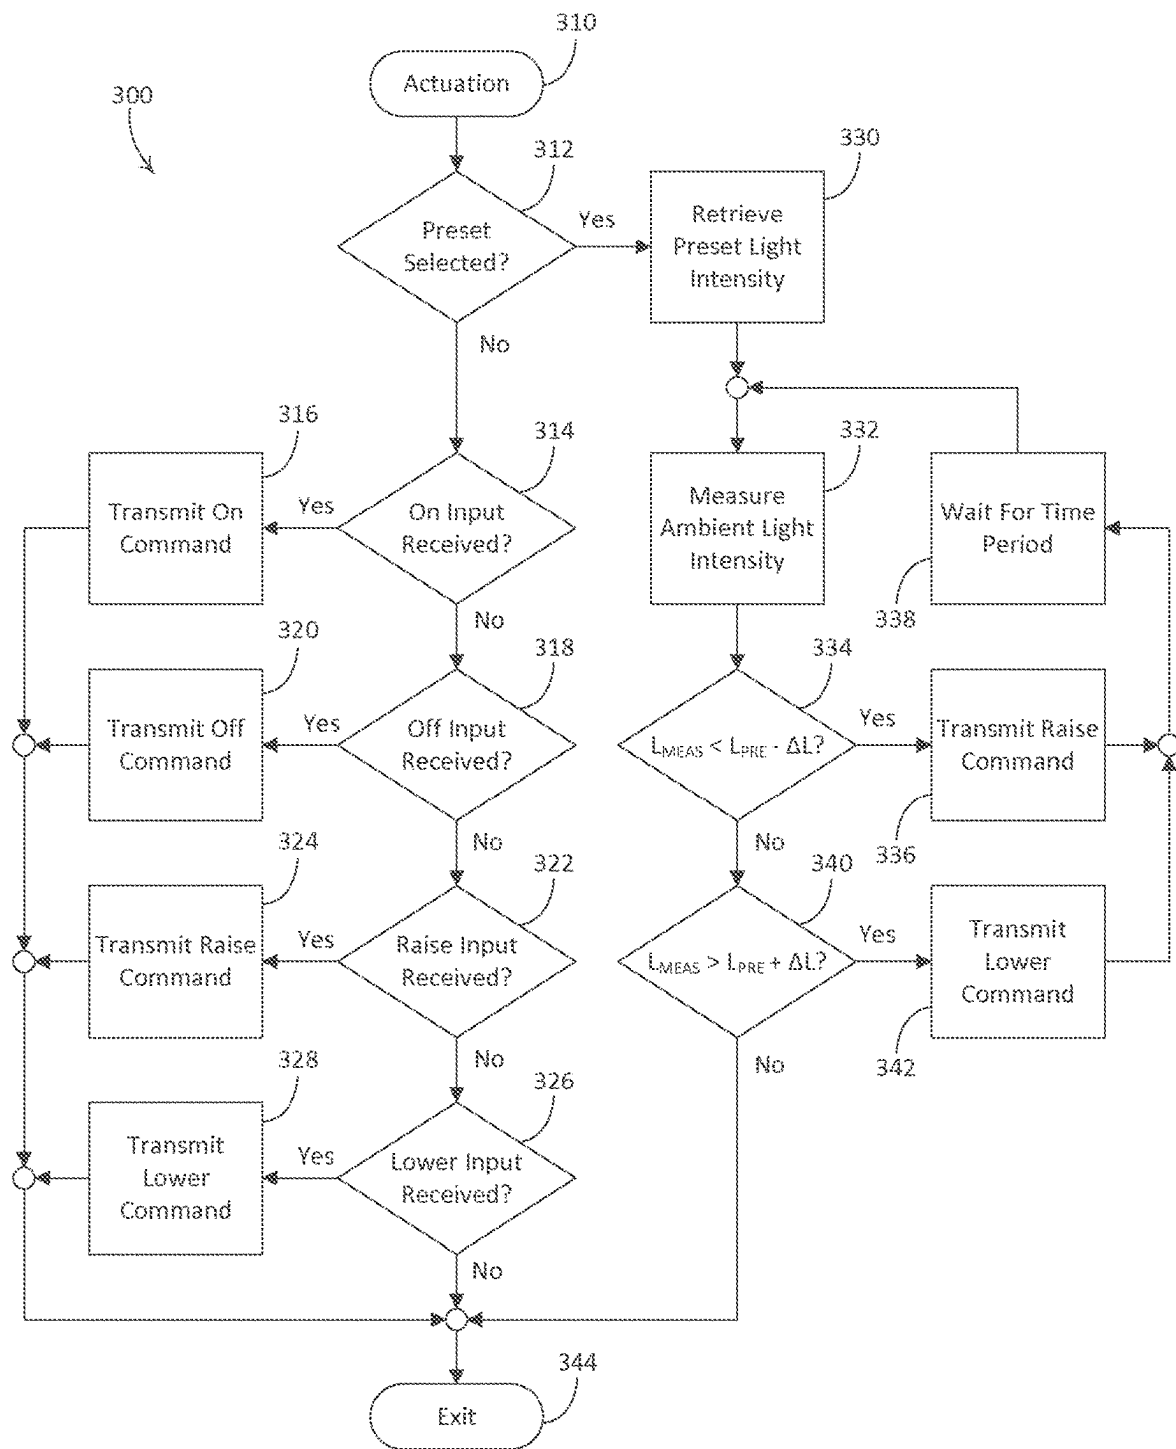 310
Actuation
300
312
330
Preset
Selected?
Yes
Retrieve
Preset Light
Intensity
No
316
314
332
Transmit On
Command
Yes
On Input
Received?
Measure
Ambient Light
Intensity
Wait For Time
Period
338
No
320
318
334
Transmit Off
Command
Yes
Off Input
Received?
LMEAS < LPRE - ΔL?
Yes
Transmit Raise
Command
336
No
No
324
322
340
Transmit Raise
Command
Yes
Raise Input
Received?
LMEAS > LPRE + ΔL?
Yes
Transmit
Lower
Command
342
No
No
328
326
Transmit
Lower
Command
Yes
Lower Input
Received?
No
344
Exit